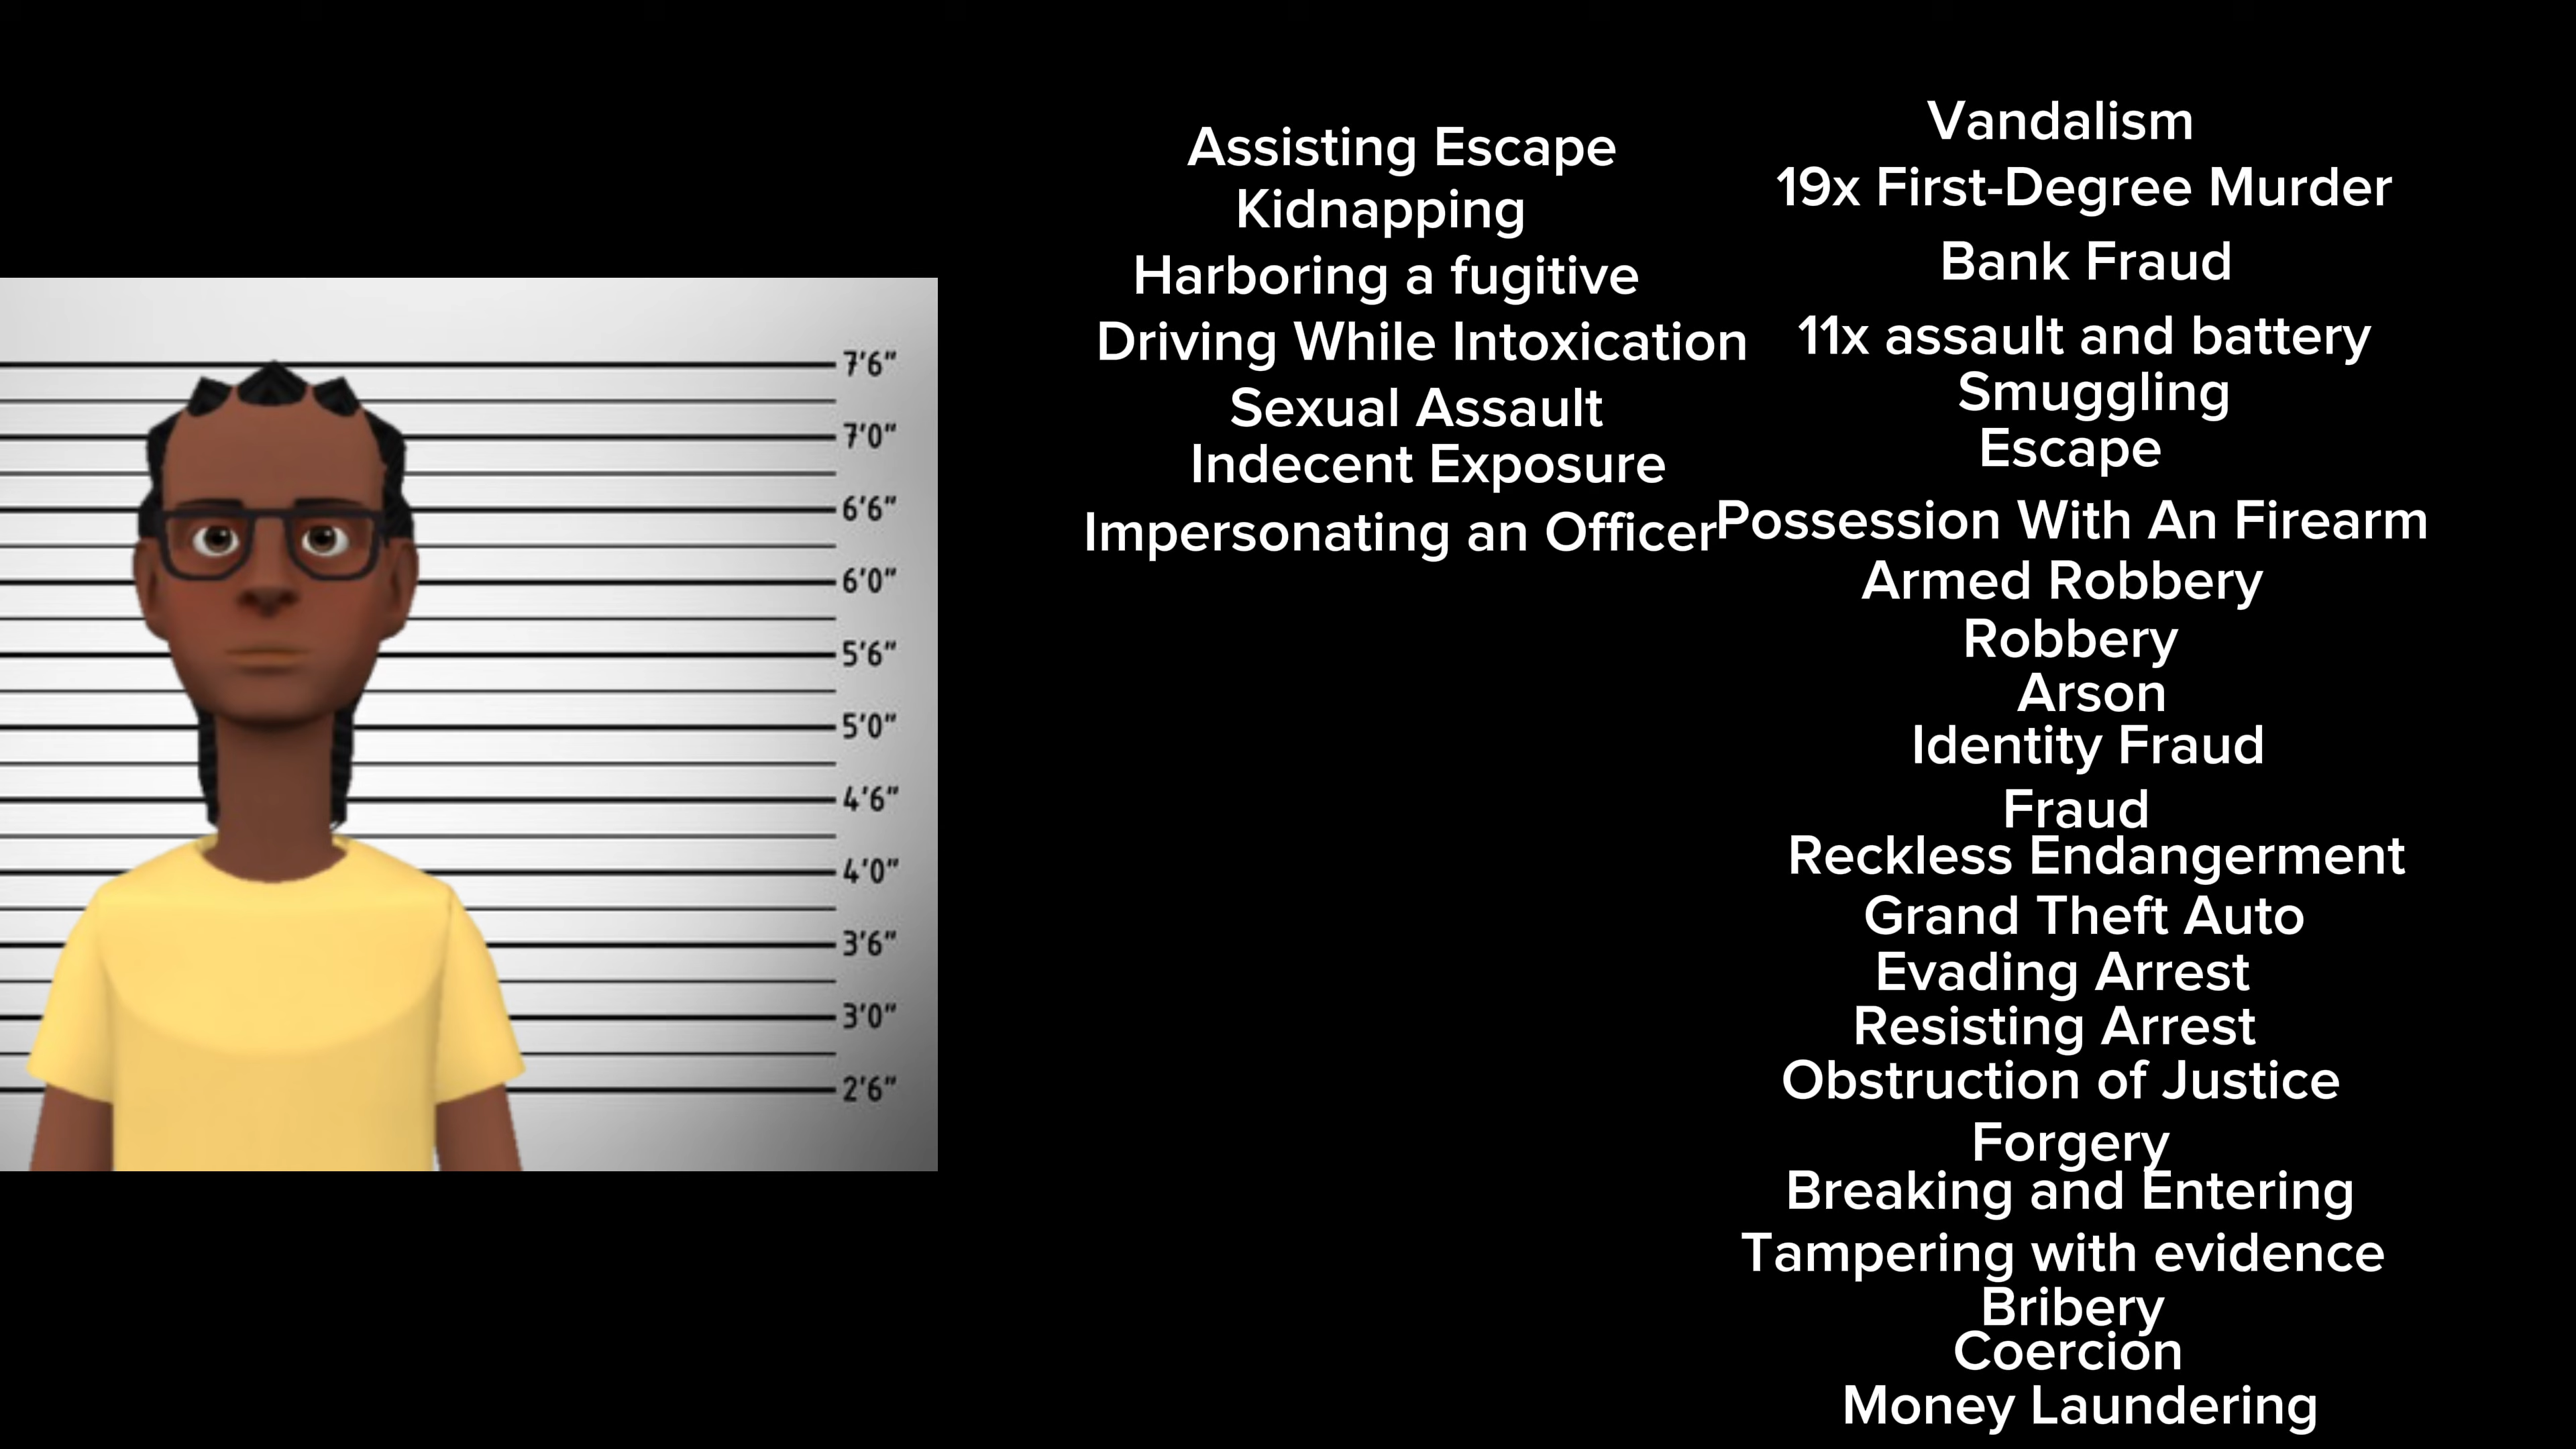 Assisting Escape
Kidnapping
Harboring a fugitive
Driving While Intoxication
Sexual Assault
Indecent Exposure
Impersonating an Officer
Vandalism
19x First-Degree Murder
Bank Fraud
11x assault and battery
Smuggling
Escape
Possession With An Firearm
Armed Robbery
Robbery
Arson
Identity Fraud
Fraud
Reckless Endangerment
Grand Theft Auto
Evading Arrest
Resisting Arrest
Obstruction of Justice
Forgery
Breaking and Entering
Tampering with evidence
Bribery
Coercion
Money Laundering
7'6"
7'0"
6'6"
6'0"
5'6"
5'0"
4'6"
4'0"
3'6"
3'0"
2'6"